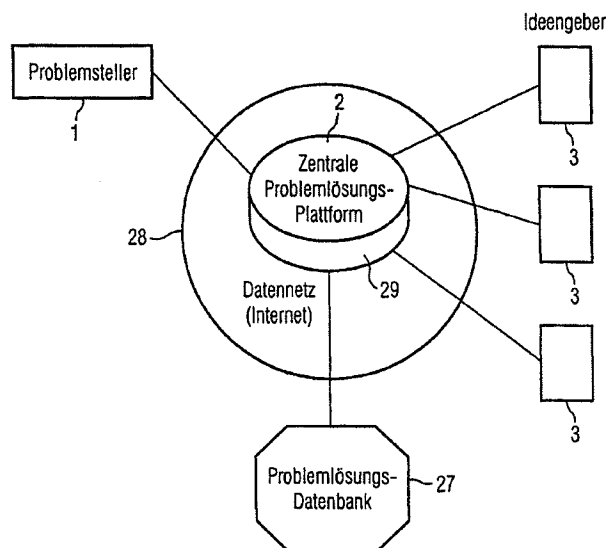 Ideengeber
Problemsteller
1
2
3
Zentrale
Problemlösungs-
Plattform
28
3
29
Datennetz
(Internet)
3
Problemlösungs-
Datenbank
27